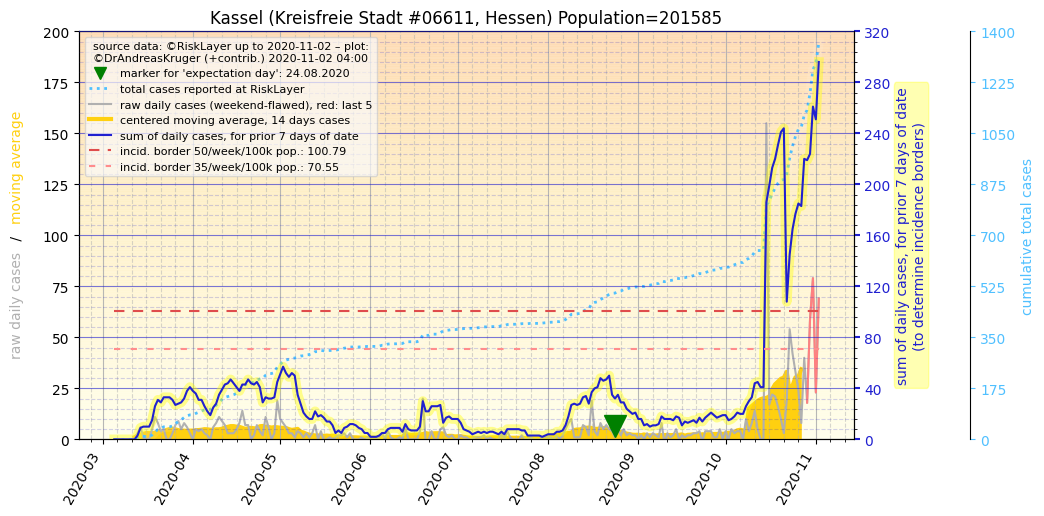 Kassel (Kreisfreie Stadt #06611, Hessen) Population=201585
source data: ©RiskLayer up to 2020-11-02 – plot:
©DrAndreasKruger (+contrib.) 2020-11-02 04:00
marker for 'expectation day': 24.08.2020
total cases reported at RiskLayer
raw daily cases (weekend-flawed), red: last 5
centered moving average, 14 days cases
sum of daily cases, for prior 7 days of date
incid. border 50/week/100k pop.: 100.79
incid. border 35/week/100k pop.: 70.55
raw daily cases / moving average
200
175
150
125
100
75
50
25
0
320
280
240
200
160
120
80
40
0
sum of daily cases, for prior 7 days of date
(to determine incidence borders)
1400
1225
1050
875
700
525
350
175
0
cumulative total cases
2020-03
2020-04
2020-05
2020-06
2020-07
2020-08
2020-09
2020-10
2020-11